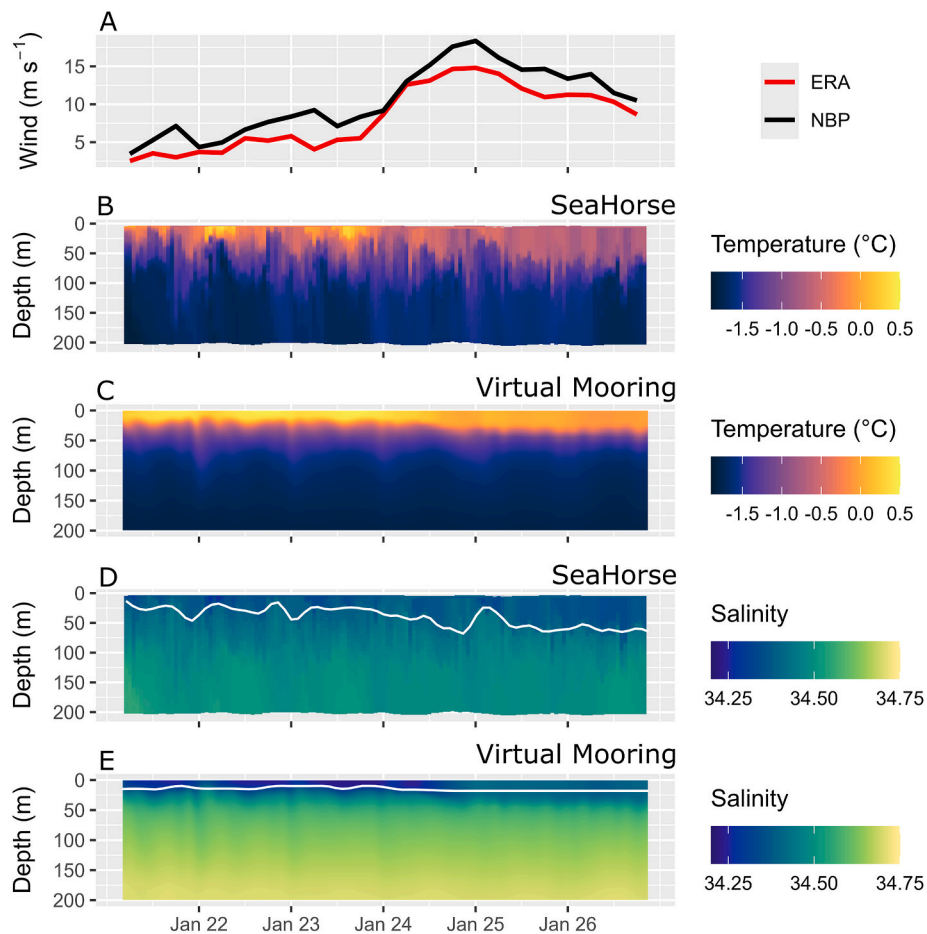 A
Wind (m s⁻¹)
15
10
5
ERA
NBP
B
SeaHorse
Depth (m)
0
50
100
150
200
Temperature (°C)
-1.5 -1.0 -0.5 0.0 0.5
C
Virtual Mooring
Depth (m)
0
50
100
150
200
Temperature (°C)
-1.5 -1.0 -0.5 0.0 0.5
D
SeaHorse
Depth (m)
0
50
100
150
200
Salinity
34.25 34.50 34.75
E
Virtual Mooring
Depth (m)
0
50
100
150
200
Salinity
34.25 34.50 34.75
Jan 22 Jan 23 Jan 24 Jan 25 Jan 26